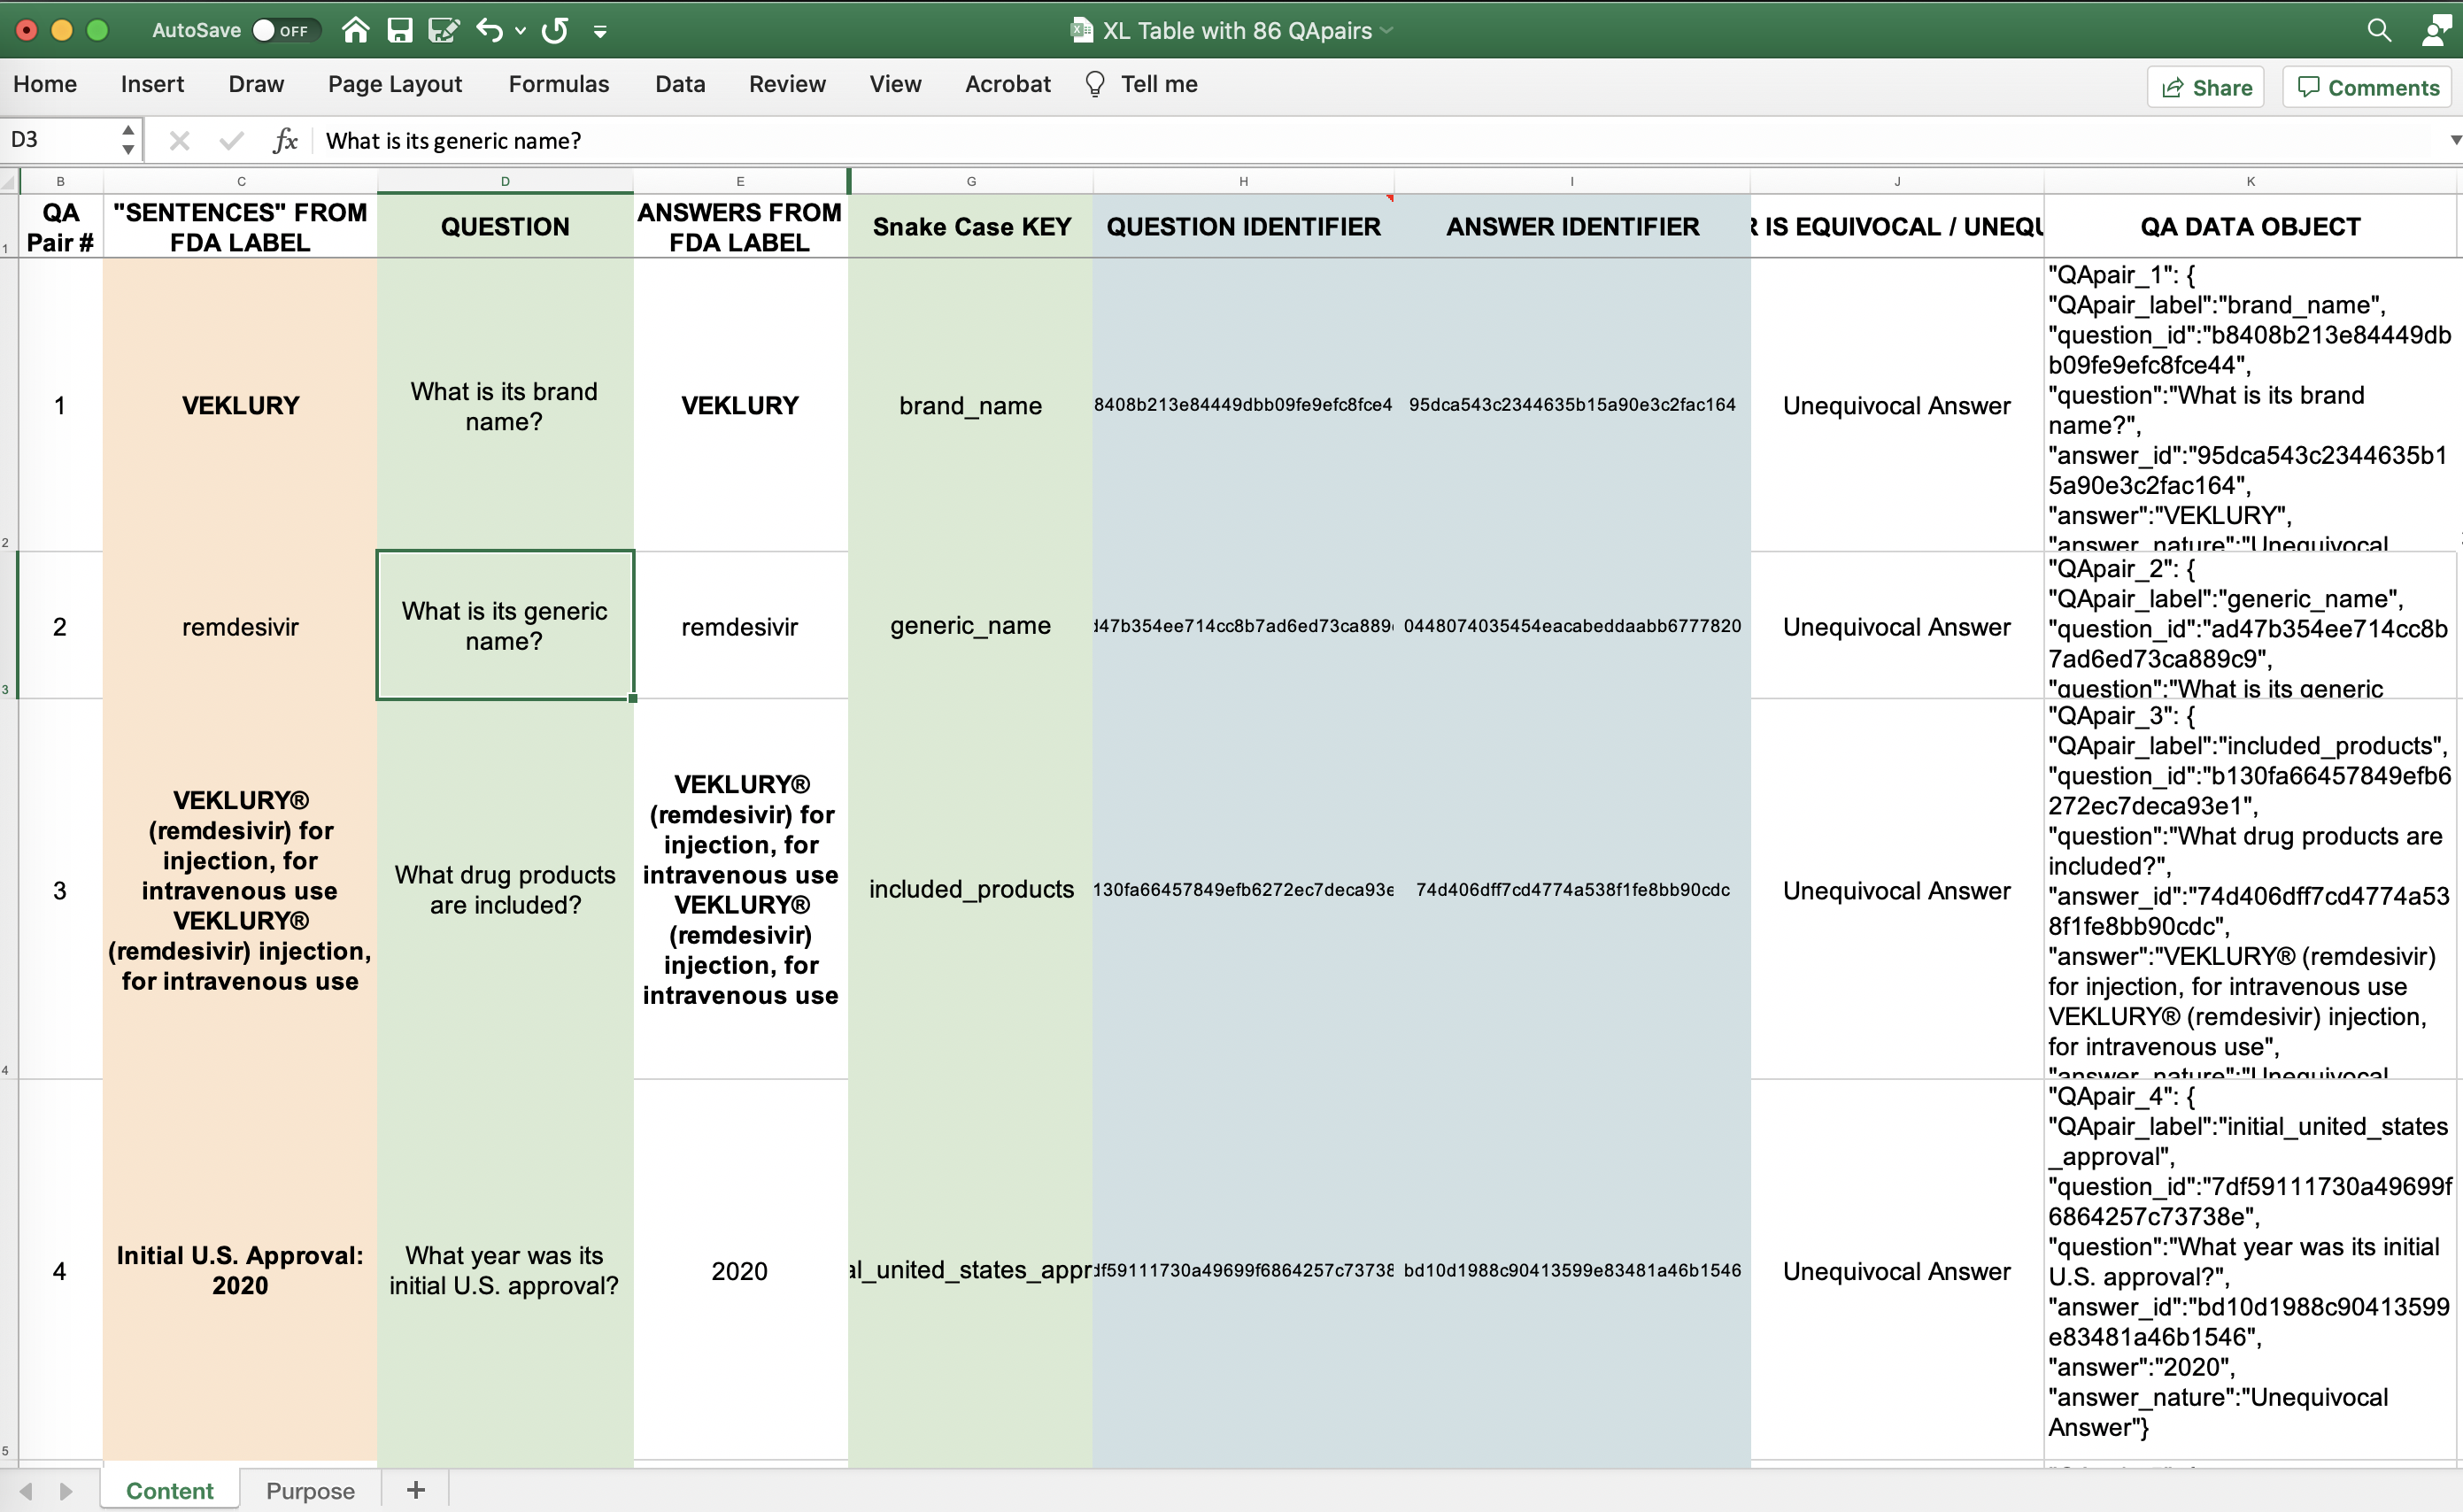 AutoSave OFF
XL Table with 86 QApairs
Home Insert Draw Page Layout Formulas Data Review View Acrobat Tell me Share Comments
D3 fx What is its generic name?
B C D E G H I J K
1
QA
Pair #
"SENTENCES" FROM
FDA LABEL
QUESTION
ANSWERS FROM
FDA LABEL
Snake Case KEY
QUESTION IDENTIFIER
ANSWER IDENTIFIER
R IS EQUIVOCAL / UNEQU
QA DATA OBJECT
2
1
VEKLURY
What is its brand
name?
VEKLURY
brand_name
8408b213e84449dbb09fe9efc8fce4
95dca543c2344635b15a90e3c2fac164
Unequivocal Answer
"QApair_1": {
"QApair_label":"brand_name",
"question_id":"b8408b213e84449db
b09fe9efc8fce44",
"question":"What is its brand
name?",
"answer_id":"95dca543c2344635b1
5a90e3c2fac164",
"answer":"VEKLURY",
"answer_nature":"Unequivocal
3
2
remdesivir
What is its generic
name?
remdesivir
generic_name
d47b354ee714cc8b7ad6ed73ca889
0448074035454eacabeddaabb6777820
Unequivocal Answer
"QApair_2": {
"QApair_label":"generic_name",
"question_id":"ad47b354ee714cc8b
7ad6ed73ca889c9",
"question":"What is its generic
4
3
VEKLURY®
(remdesivir) for
injection, for
intravenous use
VEKLURY®
(remdesivir) injection,
for intravenous use
What drug products
are included?
VEKLURY®
(remdesivir) for
injection, for
intravenous use
VEKLURY®
(remdesivir)
injection, for
intravenous use
included_products
130fa66457849efb6272ec7deca93e
74d406dff7cd4774a538f1fe8bb90cdc
Unequivocal Answer
"QApair_3": {
"QApair_label":"included_products",
"question_id":"b130fa66457849efb6
272ec7deca93e1",
"question":"What drug products are
included?",
"answer_id":"74d406dff7cd4774a53
8f1fe8bb90cdc",
"answer":"VEKLURY® (remdesivir)
for injection, for intravenous use
VEKLURY® (remdesivir) injection,
for intravenous use",
"answer_nature":"Unequivocal
5
4
Initial U.S. Approval:
2020
What year was its
initial U.S. approval?
2020
al_united_states_appr
df59111730a49699f6864257c73738
bd10d1988c90413599e83481a46b1546
Unequivocal Answer
"QApair_4": {
"QApair_label":"initial_united_states
_approval",
"question_id":"7df59111730a49699f
6864257c73738e",
"question":"What year was its initial
U.S. approval?",
"answer_id":"bd10d1988c90413599
e83481a46b1546",
"answer":"2020",
"answer_nature":"Unequivocal
Answer"}
Content Purpose +